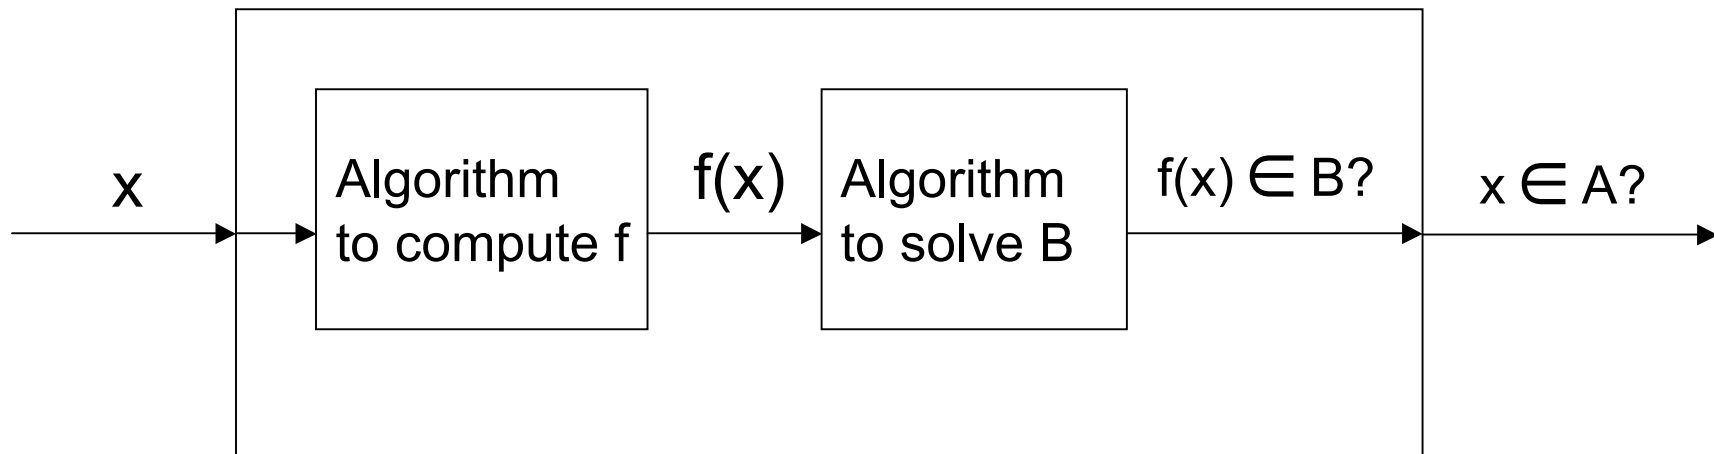 x
Algorithm
to compute f
f(x)
Algorithm
to solve B
f(x) ∈ B?
x ∈ A?